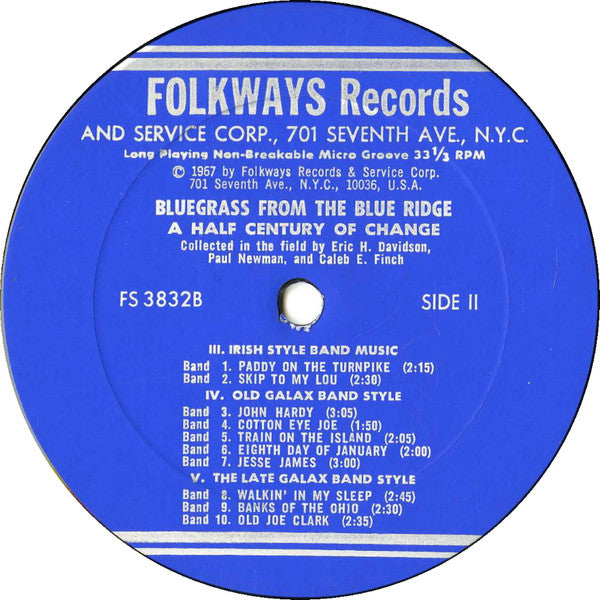 FOLKWAYS Records
AND SERVICE CORP., 701 SEVENTH AVE., N.Y.C.
Long Playing Non-Breakable Micro Groove 33 1/3 RPM
© 1967 by Folkways Records & Service Corp.
701 Seventh Ave., N.Y.C., 10036, U.S.A.
BLUEGRASS FROM THE BLUE RIDGE
A HALF CENTURY OF CHANGE
Collected in the field by Eric H. Davidson,
Paul Newman, and Caleb E. Finch
FS 3832B SIDE II
III. IRISH STYLE BAND MUSIC
Band 1. PADDY ON THE TURNPIKE (2:15)
Band 2. SKIP TO MY LOU (2:30)
IV. OLD GALAX BAND STYLE
Band 3. JOHN HARDY (3:05)
Band 4. COTTON EYE JOE (1:50)
Band 5. TRAIN ON THE ISLAND (2:05)
Band 6. EIGHTH DAY OF JANUARY (2:00)
Band 7. JESSE JAMES (3:00)
V. THE LATE GALAX BAND STYLE
Band 8. WALKIN' IN MY SLEEP (2:45)
Band 9. BANKS OF THE OHIO (2:30)
Band 10. OLD JOE CLARK (2:35)